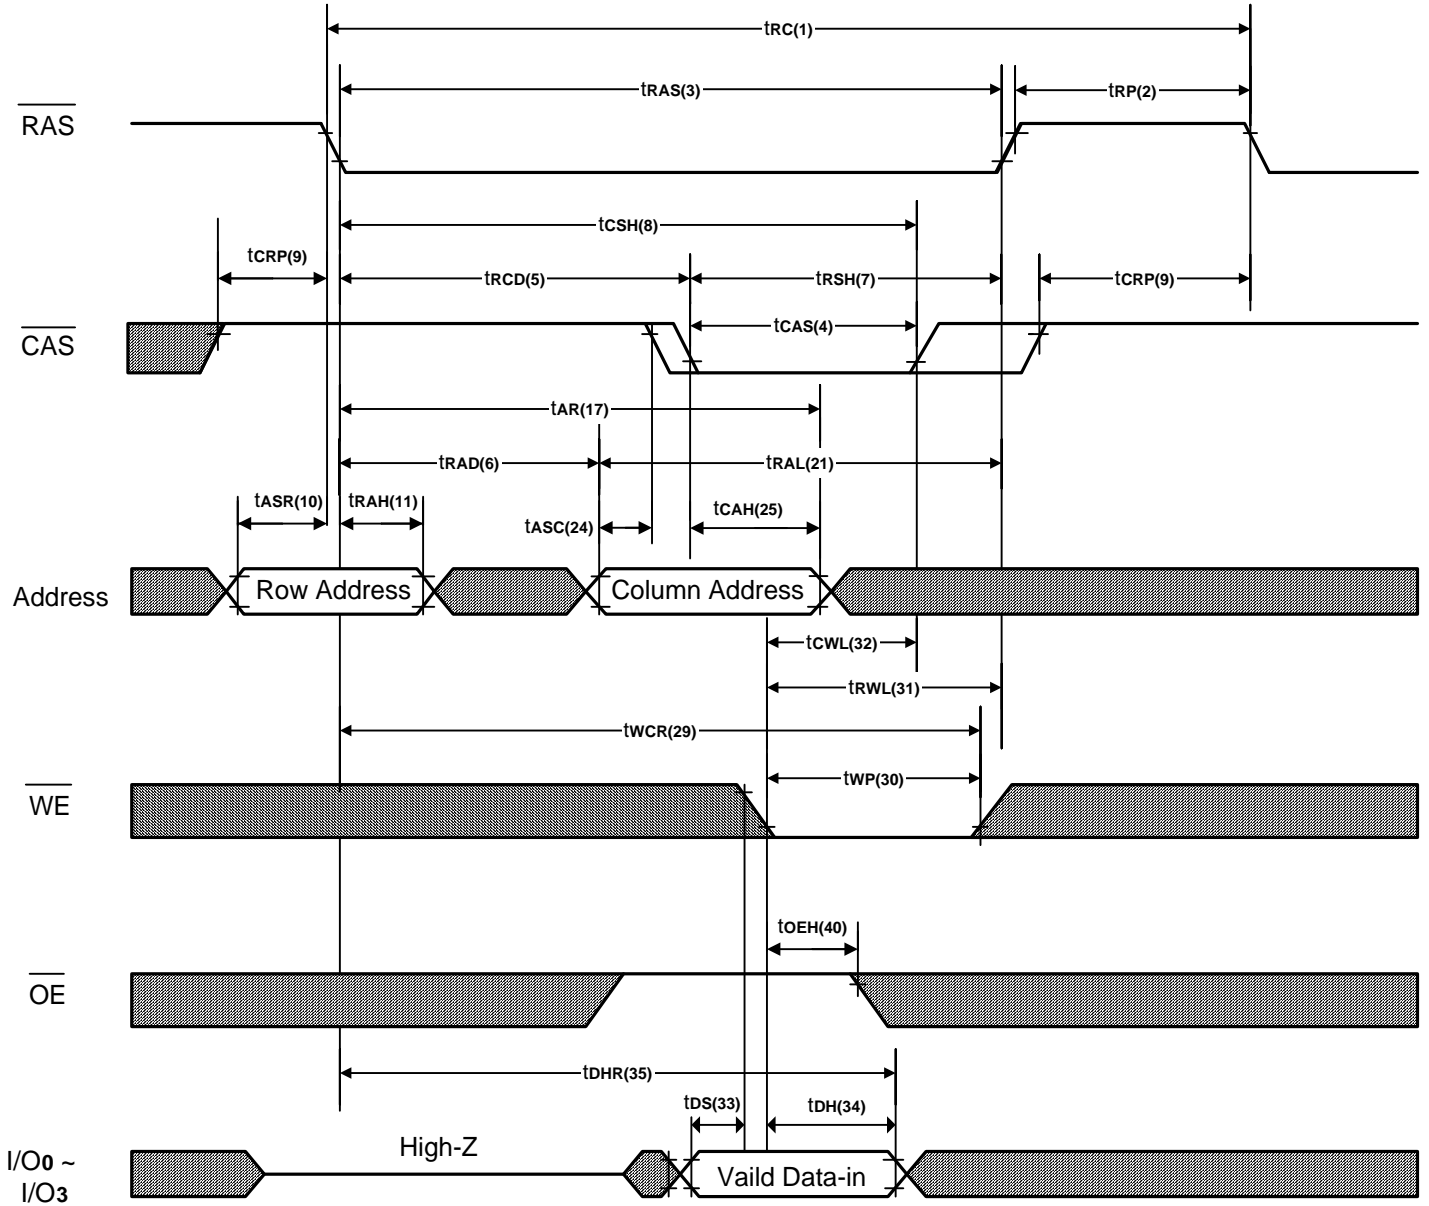 tRC(1)
tRAS(3)
tRP(2)
RAS
tCSH(8)
tCRP(9)
tRCD(5)
tRSH(7)
tCRP(9)
tCAS(4)
CAS
tAR(17)
tRAD(6)
tRAL(21)
tASR(10)
tRAH(11)
tASC(24)
tCAH(25)
Address
Row Address
Column Address
tCWL(32)
tRWL(31)
tWCR(29)
tWP(30)
WE
tOEH(40)
OE
tDHR(35)
tDS(33)
tDH(34)
High-Z
I/O0 ~
I/O3
Vaild Data-in